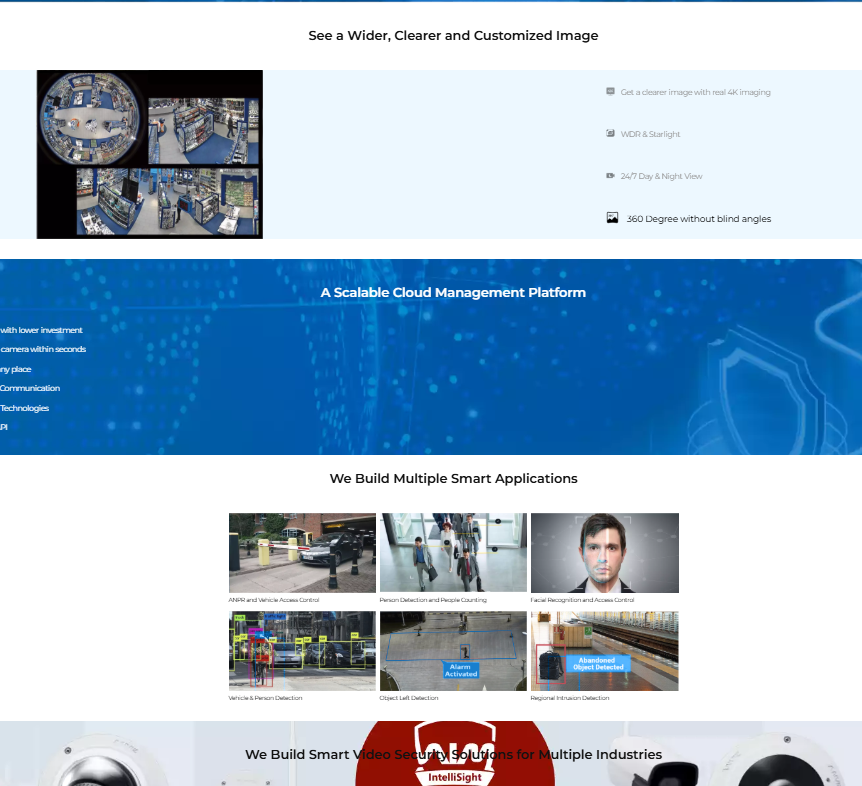 See a Wider, Clearer and Customized Image
Get a clearer image with real 4K imaging
WDR & Starlight
24/7 Day & Night View
360 Degree without blind angles
A Scalable Cloud Management Platform
with lower investment
camera within seconds
ny place
Communication
Technologies
PI
We Build Multiple Smart Applications
ANPR and Vehicle Access Control
Person Detection and People Counting
Facial Recognition and Access Control
Alarm
Activated
Abandoned
Object Detected
Vehicle & Person Detection
Object Left Detection
Regional Intrusion Detection
We Build Smart Video Security Solutions for Multiple Industries
IntelliSight